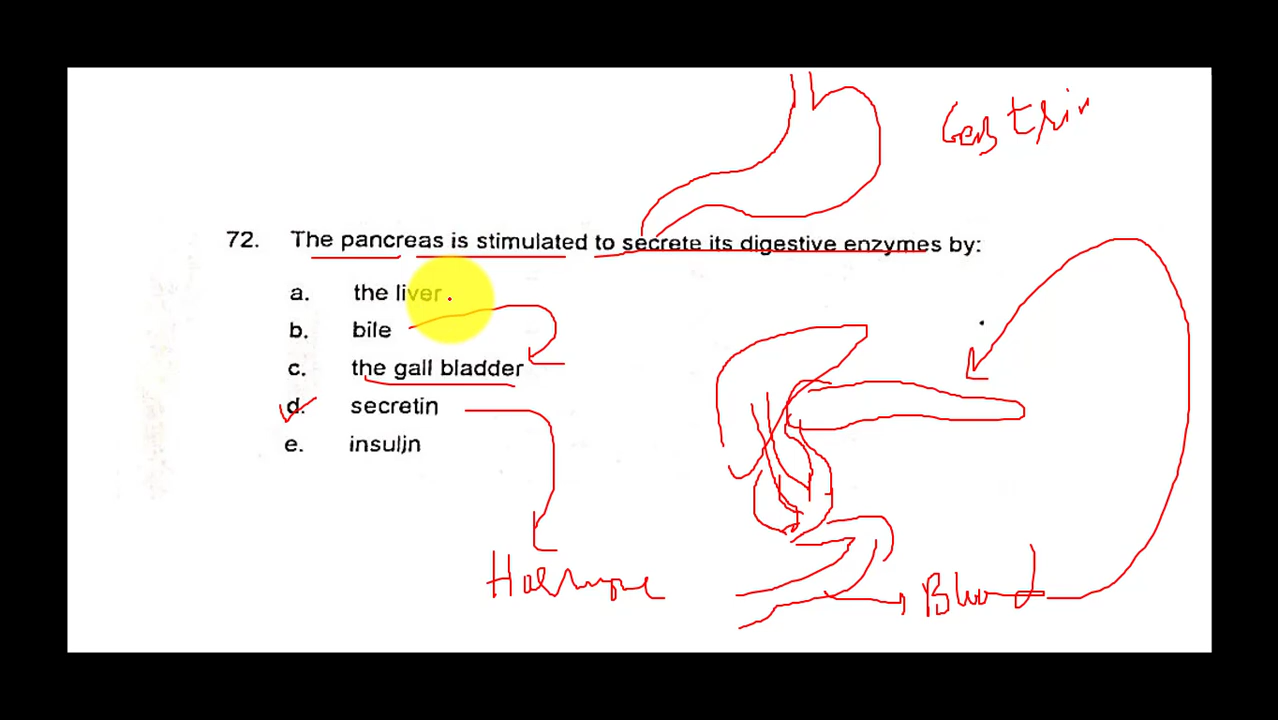 Gastrin
72. The pancreas is stimulated to secrete its digestive enzymes by:
a. the liver
b. bile
c. the gall bladder
d. secretin
e. insulin
Hormone
Blood